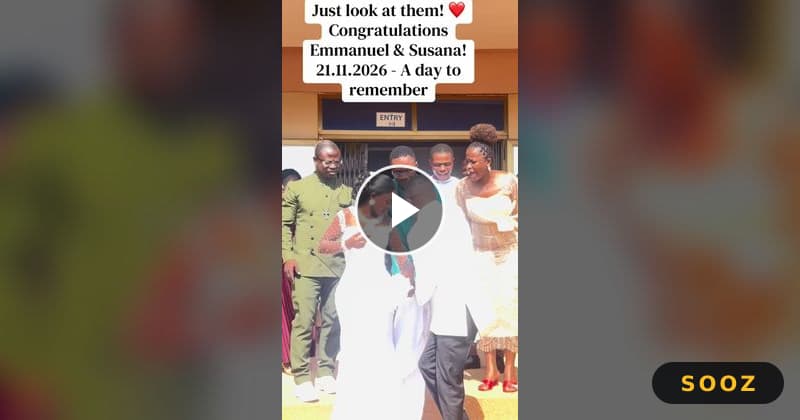 Just look at them! ❤️
Congratulations
Emmanuel & Susana!
21.11.2026 - A day to
remember
ENTRY
SOOZ